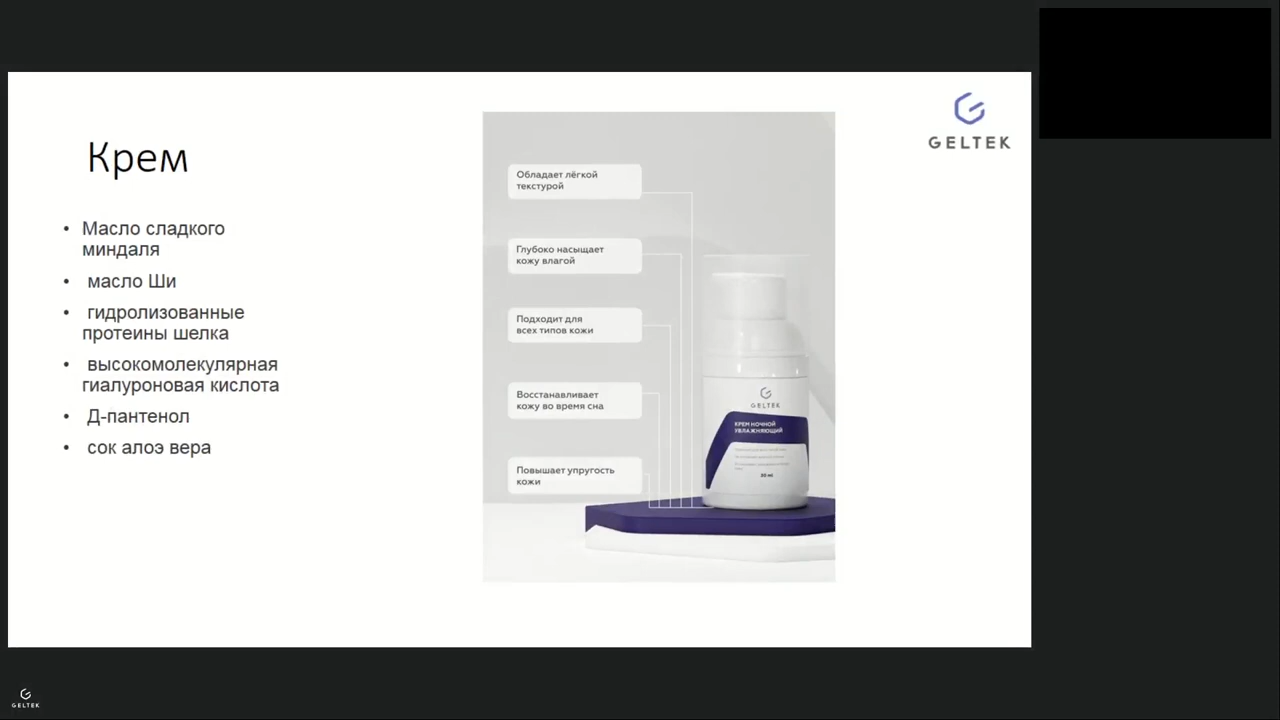 GELTEK
Крем
• Масло сладкого
миндаля
• масло Ши
• гидролизованные
протеины шелка
• высокомолекулярная
гиалуроновая кислота
• Д-пантенол
• сок алоэ вера
Обладает лёгкой
текстурой
Глубоко насыщает
кожу влагой
Подходит для
всех типов кожи
Восстанавливает
кожу во время сна
Повышает упругость
кожи
GELTEK
КРЕМ НОЧНОЙ
УВЛАЖНЯЮЩИЙ
30 мл
GELTEK